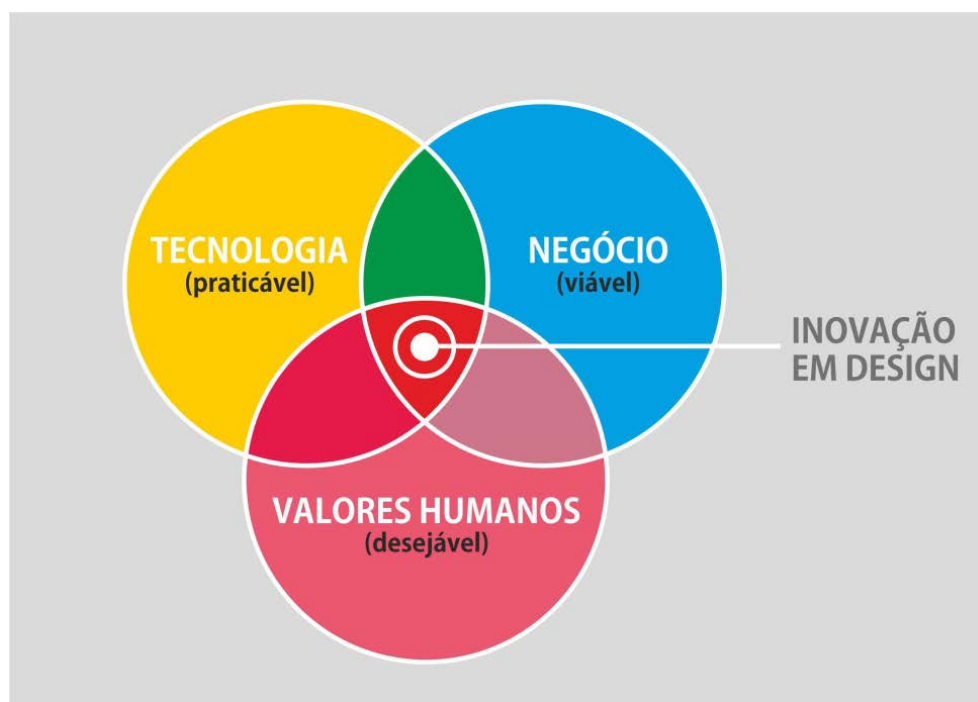 TECNOLOGIA
(praticável)
NEGÓCIO
(viável)
INOVAÇÃO
EM DESIGN
VALORES HUMANOS
(desejável)